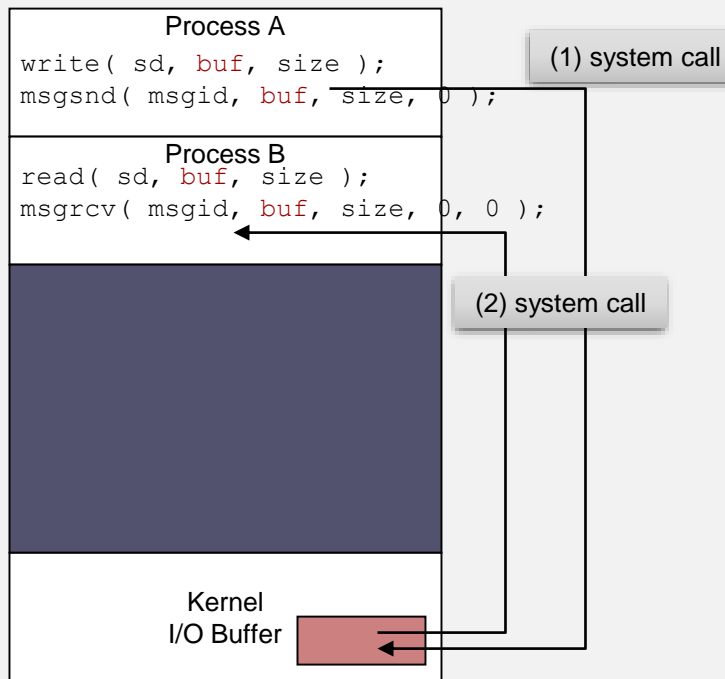 Process A
write( sd, buf, size );
msgsnd( msgid, buf, size, 0 );
(1) system call
Process B
read( sd, buf, size );
msgrcv( msgid, buf, size, 0, 0 );
(2) system call
Kernel
I/O Buffer